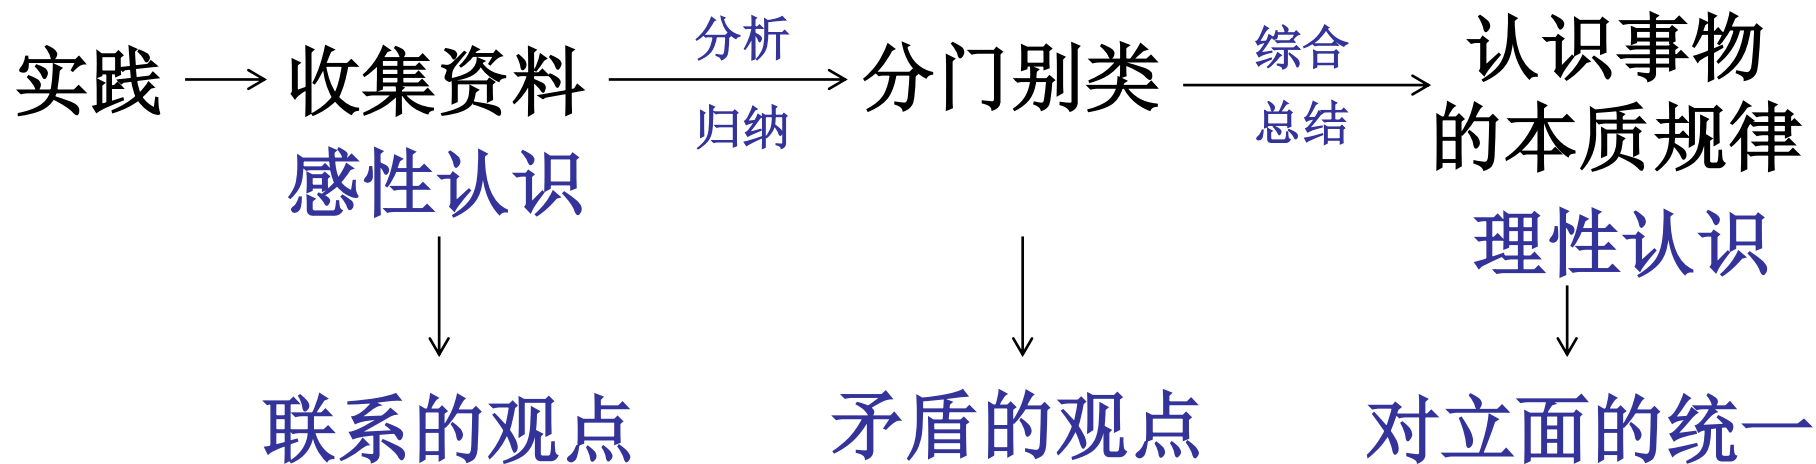 实践
收集资料
感性认识
分析
归纳
分门别类
综合
总结
认识事物
的本质规律
理性认识
联系的观点
矛盾的观点
对立面的统一